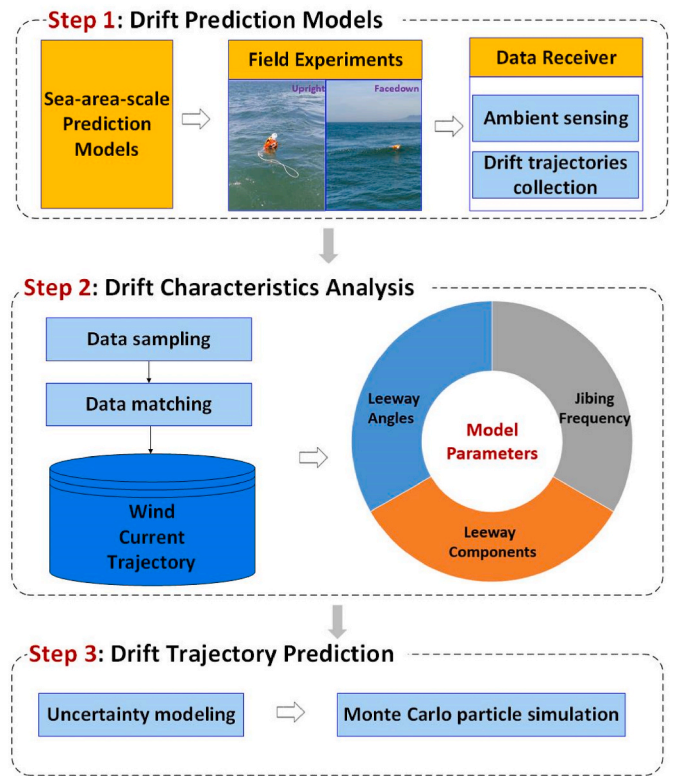 Step 1: Drift Prediction Models
Sea-area-scale
Prediction
Models
Field Experiments
Upright
Facedown
Data Receiver
Ambient sensing
Drift trajectories
collection
Step 2: Drift Characteristics Analysis
Data sampling
Data matching
Wind
Current
Trajectory
Leeway
Angles
Jibing
Frequency
Model
Parameters
Leeway
Components
Step 3: Drift Trajectory Prediction
Uncertainty modeling
Monte Carlo particle simulation